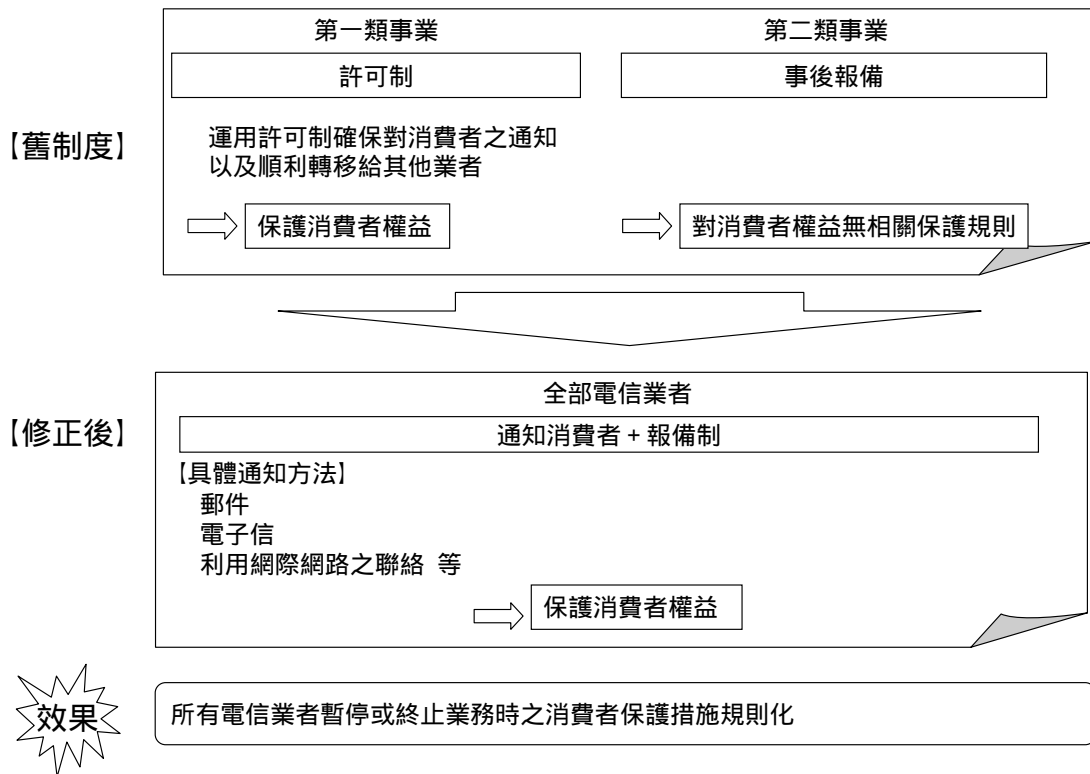 第一類事業
第二類事業
許可制
事後報備
【舊制度】
運用許可制確保對消費者之通知
以及順利轉移給其他業者
保護消費者權益
對消費者權益無相關保護規則
全部電信業者
【修正後】
通知消費者 + 報備制
【具體通知方法】
郵件
電子信
利用網際網路之聯絡 等
保護消費者權益
效果
所有電信業者暫停或終止業務時之消費者保護措施規則化